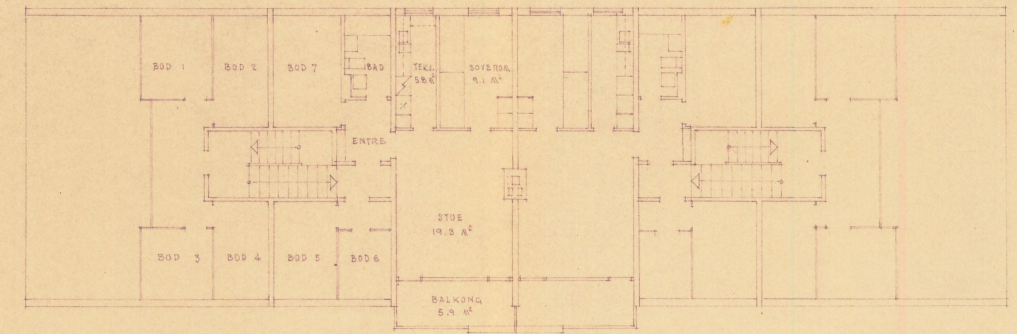 BOD 1
BOD 2
BOD 7
BAD
SOVEROM
9.1 M²
ENTRE
STUE
19.3 M²
BOD 3
BOD 4
BOD 5
BOD 6
BALKONG
5.9 M²